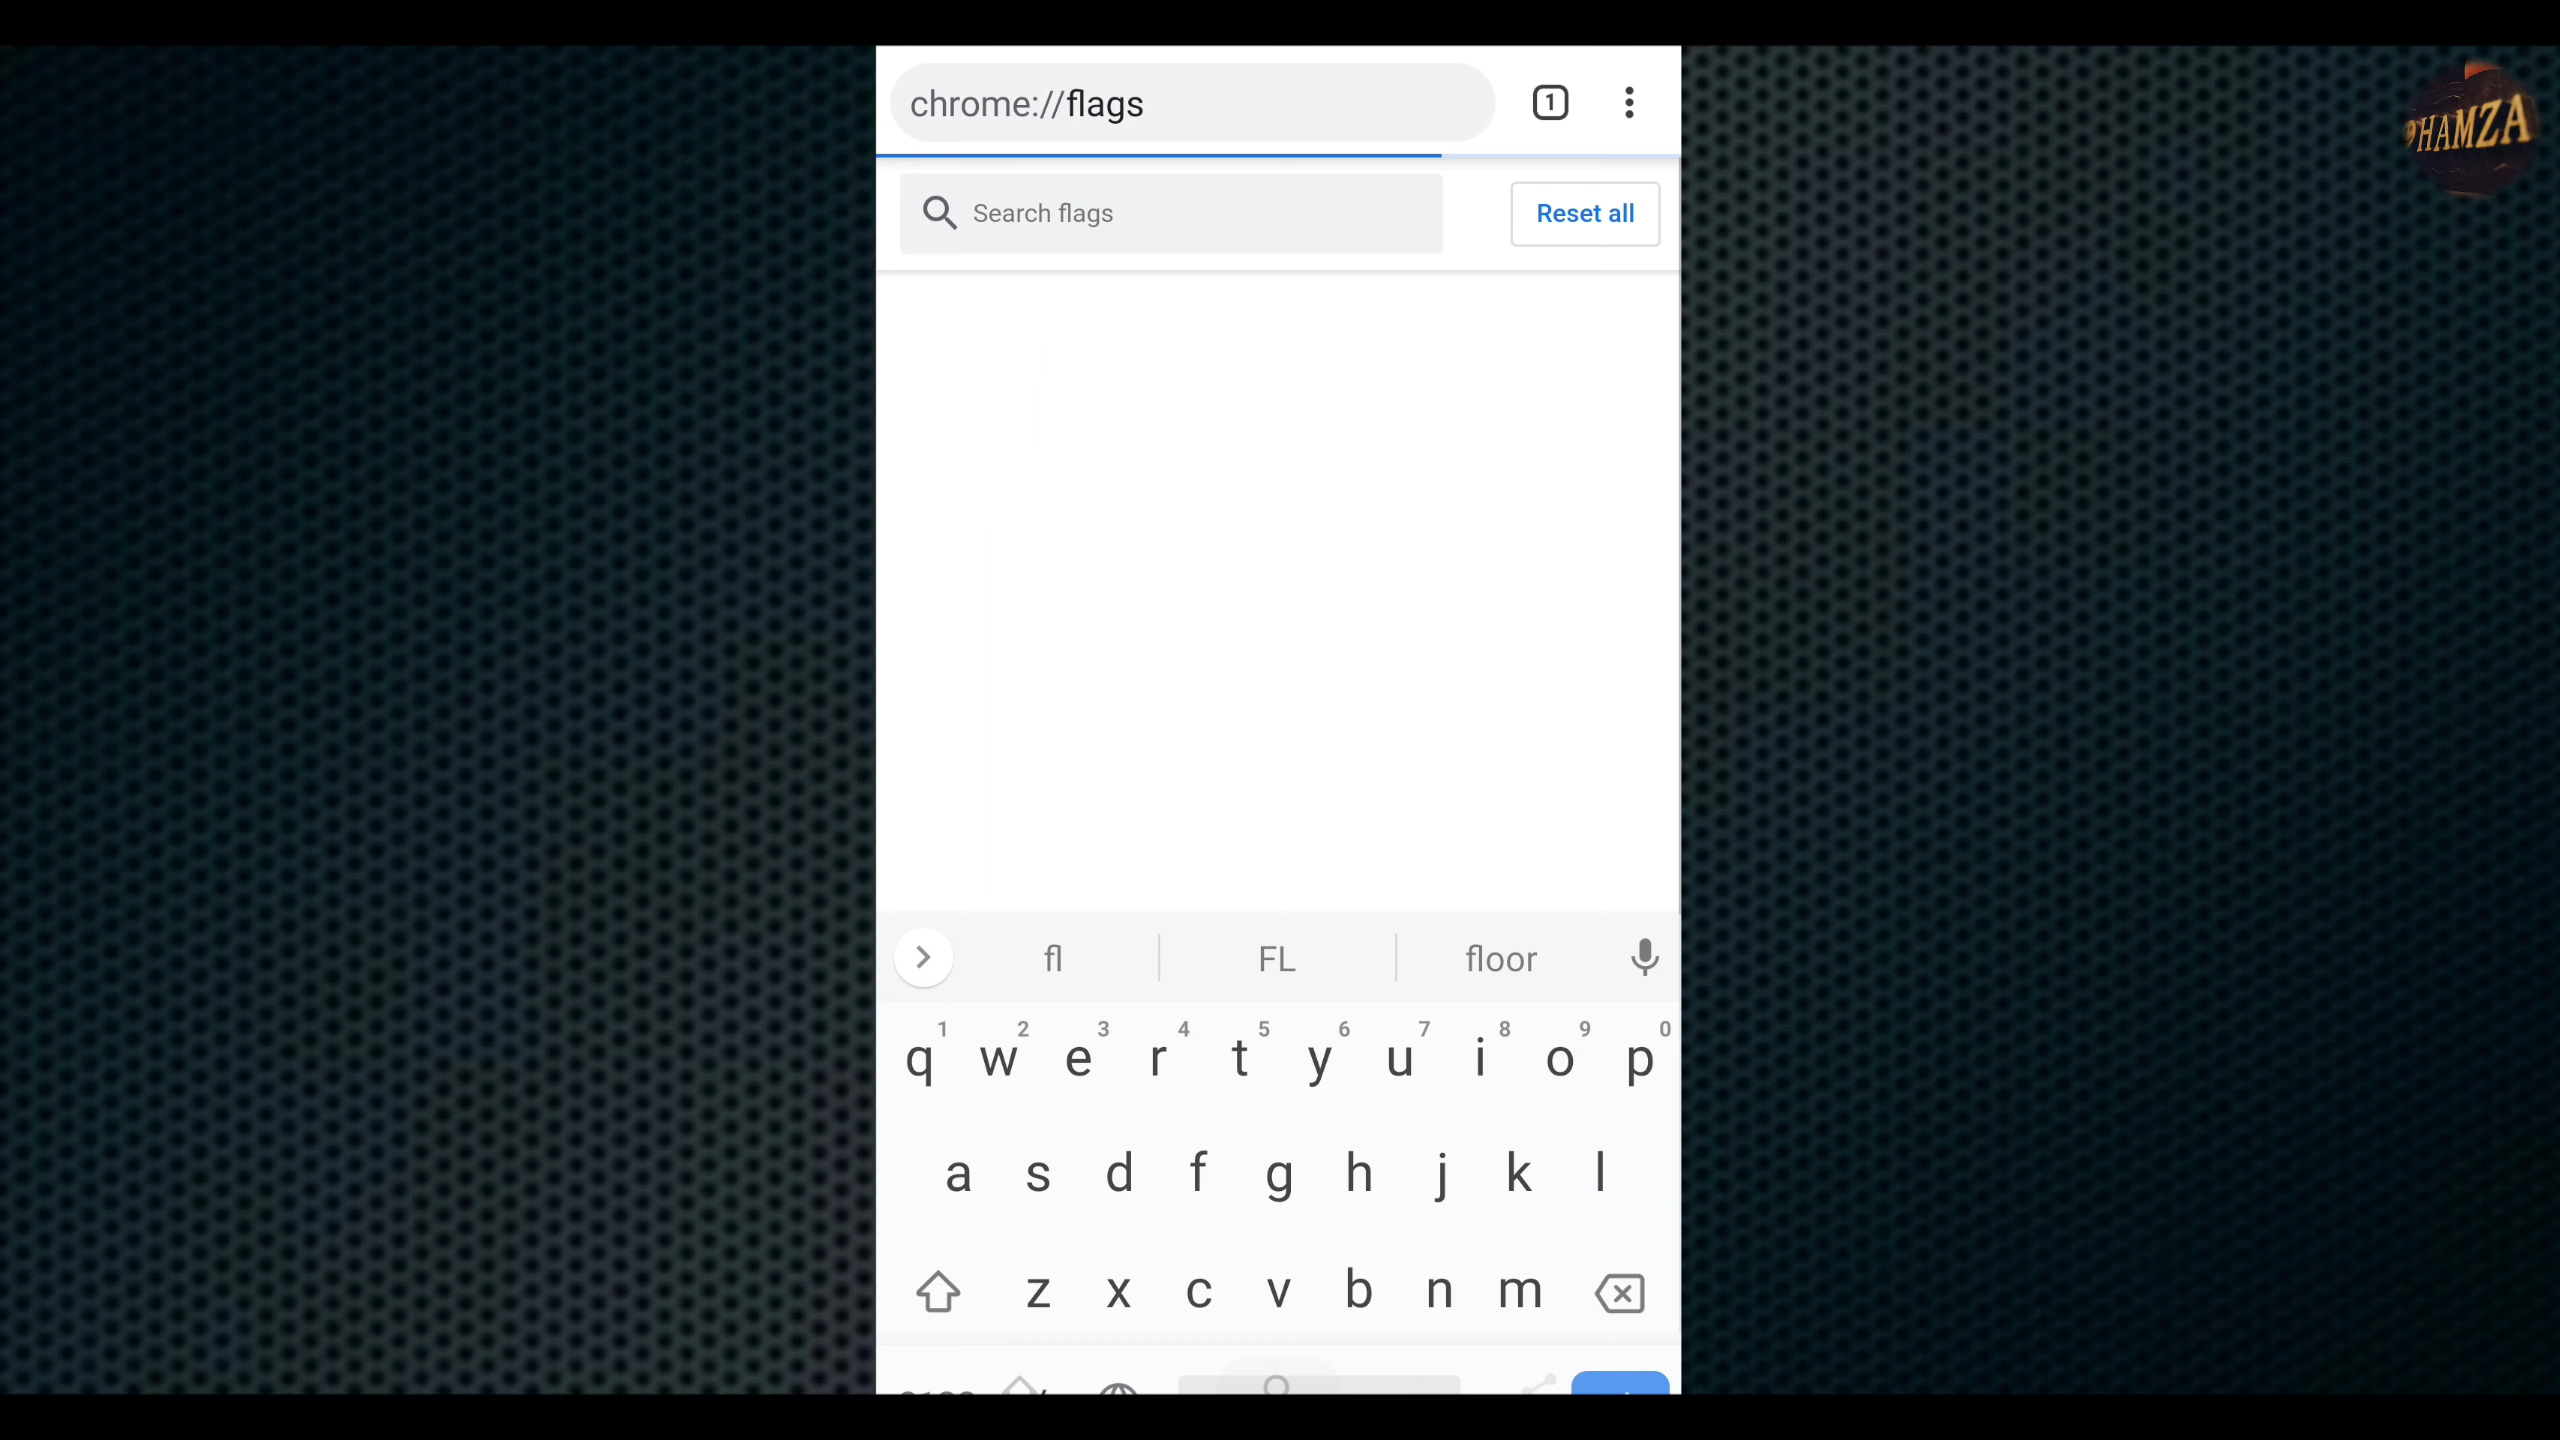 chrome://flags
1
HAMZA
Search flags
Reset all
fl
FL
floor
1 2 3 4 5 6 7 8 9 0
q w e r t y u i o p
a s d f g h j k l
z x c v b n m